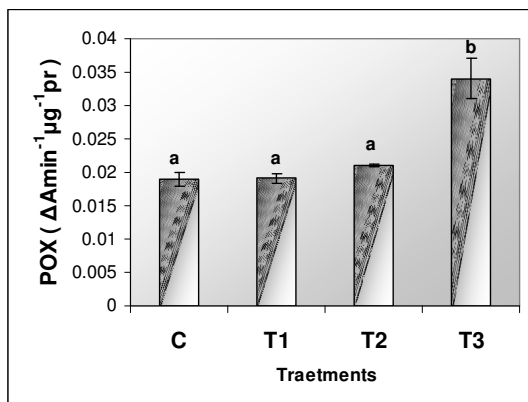 POX ( ΔAmin⁻¹µg⁻¹pr)
0.04
0.035
0.03
0.025
0.02
0.015
0.01
0.005
0
a
a
a
b
C T1 T2 T3
Traetments